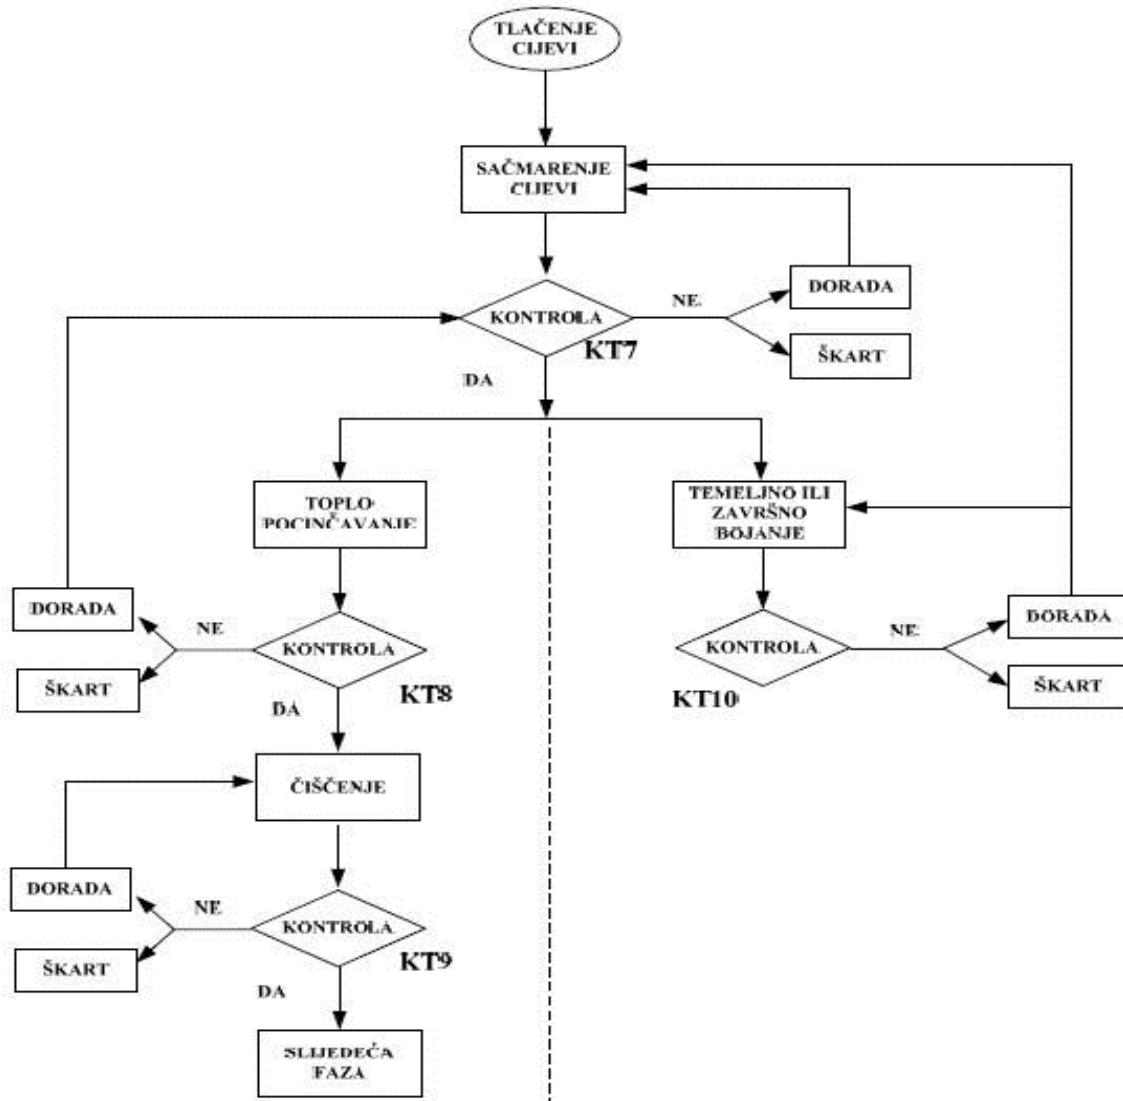 TLAČENJE
CIJEVI
SAČMARENJE
CIJEVI
KONTROLA
KT7
NE
DORADA
ŠKART
DA
TOPLO
POCINČAVANJE
TEMELJNO ILI
ZAVRŠNO
BOJANJE
DORADA
NE
ŠKART
KONTROLA
KT8
DA
KONTROLA
KT10
NE
DORADA
ŠKART
ČIŠČENJE
DORADA
NE
ŠKART
KONTROLA
KT9
DA
SLIJEDEĆA
FAZA